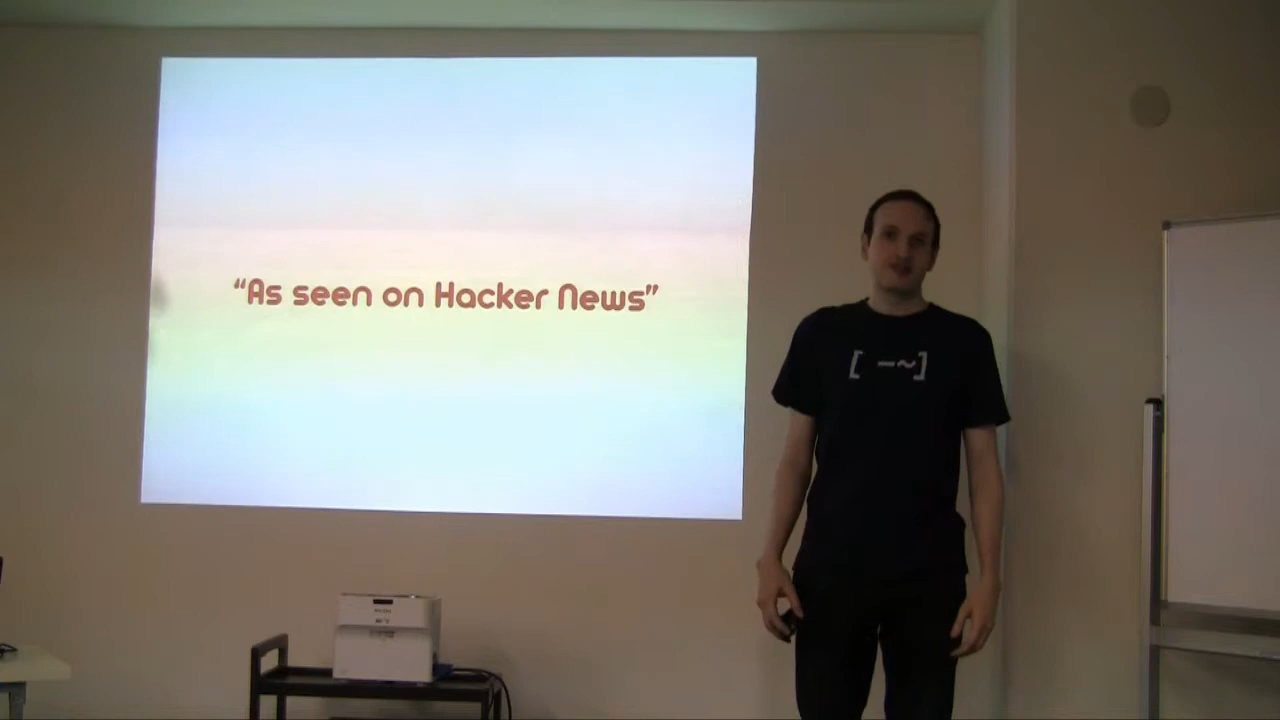 “As seen on Hacker News”
[ –~]